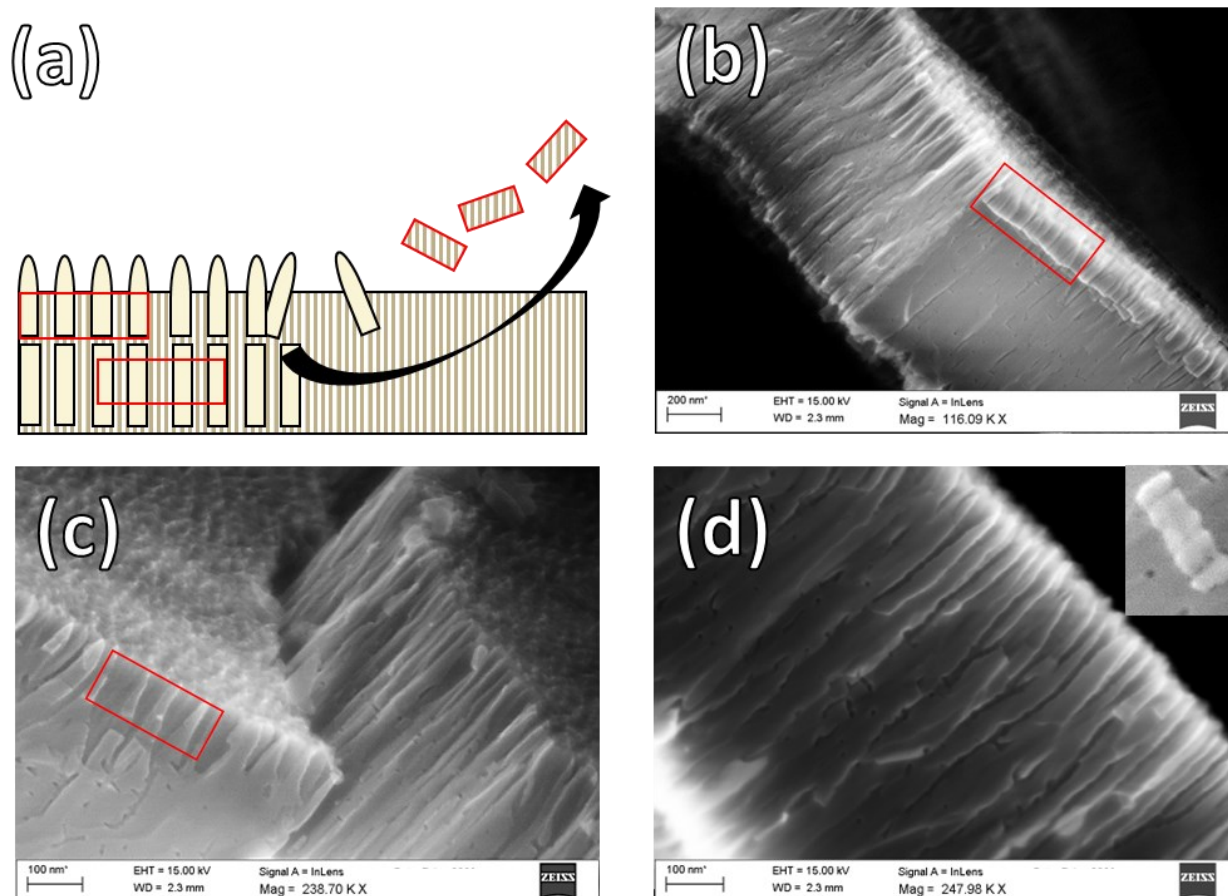 (a)
(b)
200 nm*
EHT = 15.00 kV
WD = 2.3 mm
Signal A = InLens
Mag = 116.09 K X
ZEISS
(c)
100 nm*
EHT = 15.00 kV
WD = 2.3 mm
Signal A = InLens
Mag = 238.70 K X
ZEISS
(d)
100 nm*
EHT = 15.00 kV
WD = 2.3 mm
Signal A = InLens
Mag = 247.98 K X
ZEISS